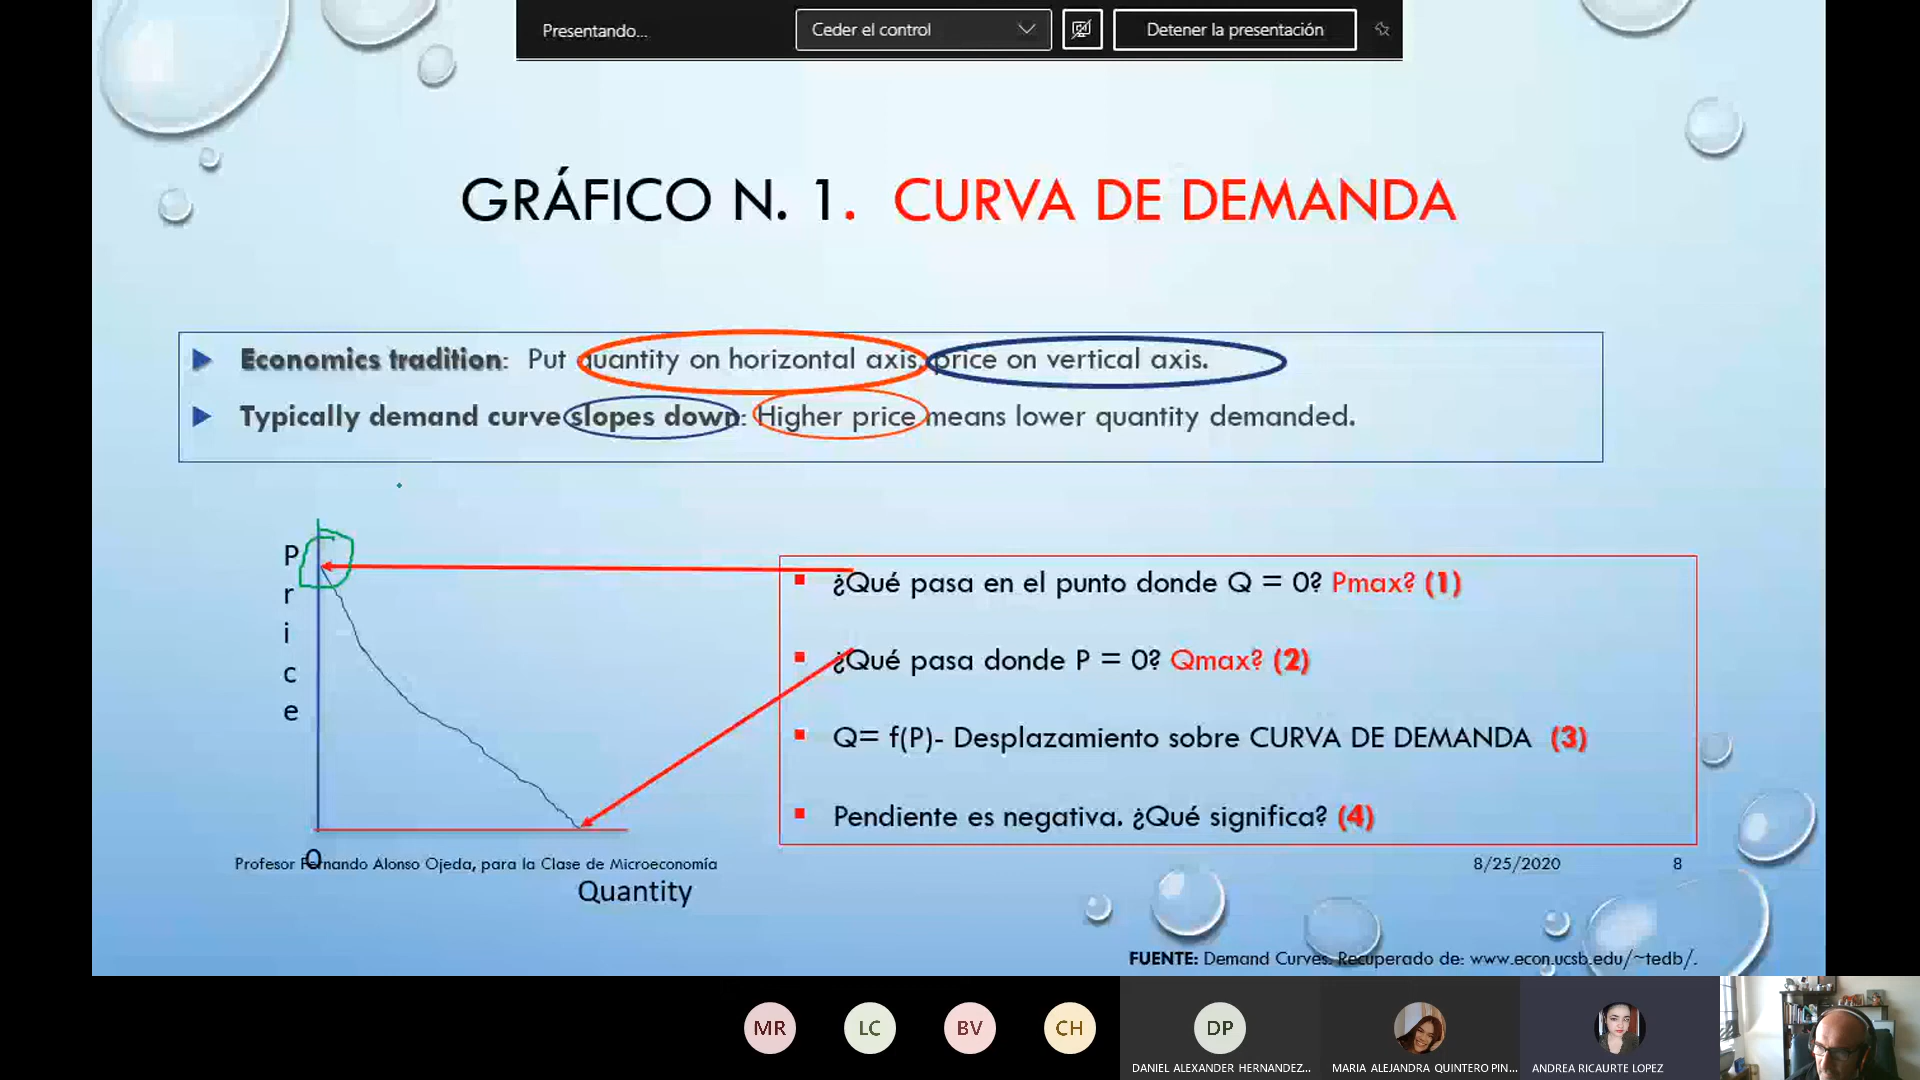 Presentando...
Ceder el control
Detener la presentación
GRÁFICO N. 1. CURVA DE DEMANDA
Economics tradition: Put quantity on horizontal axis, price on vertical axis.
Typically demand curve slopes down: Higher price means lower quantity demanded.
Price
¿Qué pasa en el punto donde Q = 0? Pmax? (1)
¿Qué pasa donde P = 0? Qmax? (2)
Q= f(P)- Desplazamiento sobre CURVA DE DEMANDA (3)
Pendiente es negativa. ¿Qué significa? (4)
0
Profesor Fernando Alonso Ojeda, para la Clase de Microeconomía
8/25/2020
8
Quantity
FUENTE: Demand Curves. Recuperado de: www.econ.ucsb.edu/~tedb/.
MR
LC
BV
CH
DP
DANIEL ALEXANDER HERNANDEZ...
MARIA ALEJANDRA QUINTERO PIN...
ANDREA RICAURTE LOPEZ